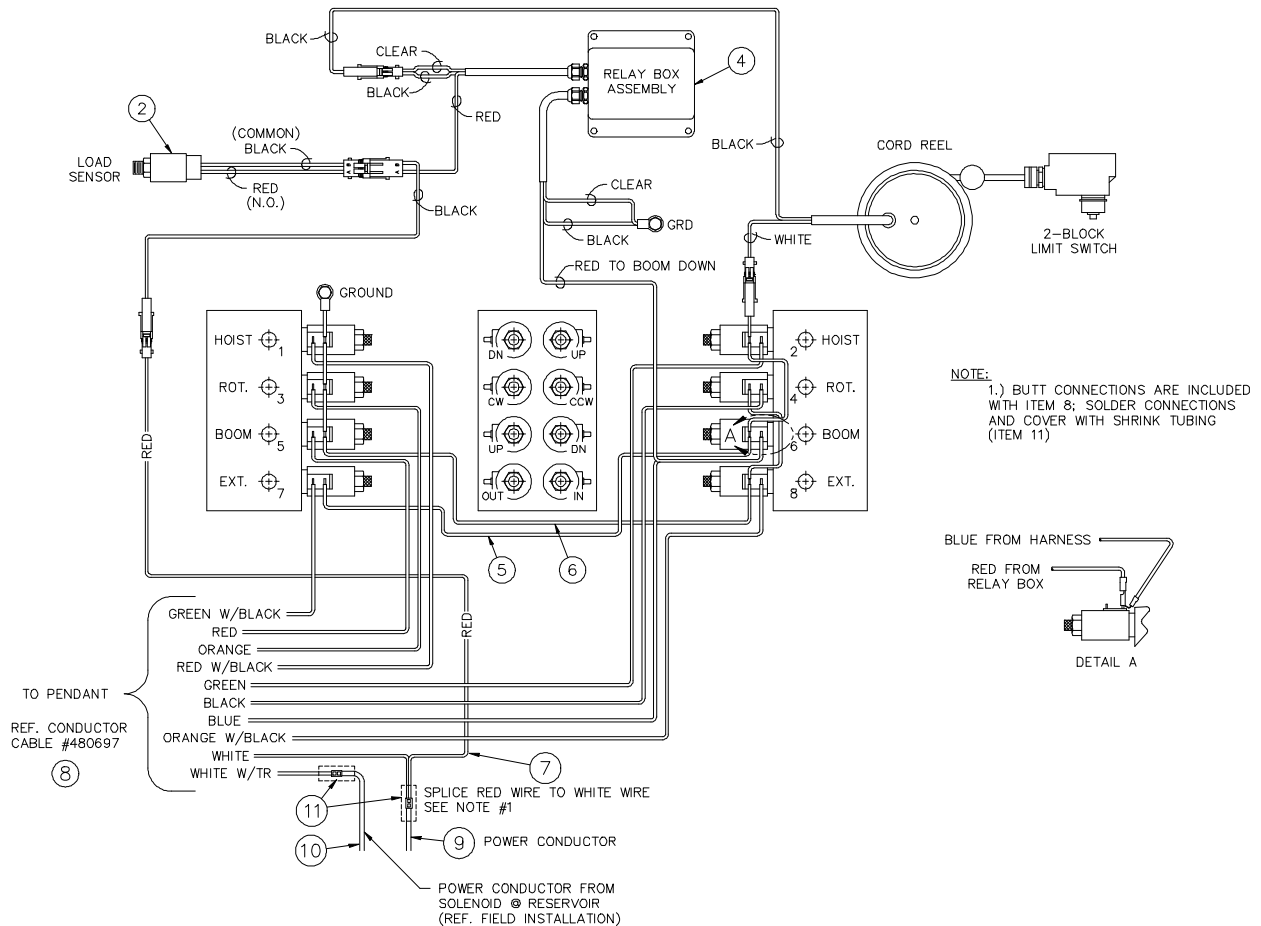 BLACK
CLEAR
BLACK
RELAY BOX
ASSEMBLY
4
2
RED
(COMMON)
BLACK
LOAD
SENSOR
RED
(N.O.)
BLACK
BLACK
CORD REEL
CLEAR
GRD
BLACK
WHITE
2-BLOCK
LIMIT SWITCH
RED TO BOOM DOWN
GROUND
HOIST
1
ROT.
3
BOOM
5
EXT.
7
DN
UP
CW
CCW
UP
DN
OUT
IN
2
HOIST
4
ROT.
A
6
BOOM
8
EXT.
NOTE:
1.) BUTT CONNECTIONS ARE INCLUDED
WITH ITEM 8; SOLDER CONNECTIONS
AND COVER WITH SHRINK TUBING
(ITEM 11)
RED
5
6
BLUE FROM HARNESS
RED FROM
RELAY BOX
DETAIL A
GREEN W/BLACK
RED
ORANGE
RED W/BLACK
GREEN
BLACK
BLUE
ORANGE W/BLACK
WHITE
WHITE W/TR
RED
TO PENDANT
REF. CONDUCTOR
CABLE #480697
8
7
11
SPLICE RED WIRE TO WHITE WIRE
SEE NOTE #1
10
9
POWER CONDUCTOR
POWER CONDUCTOR FROM
SOLENOID @ RESERVOIR
(REF. FIELD INSTALLATION)